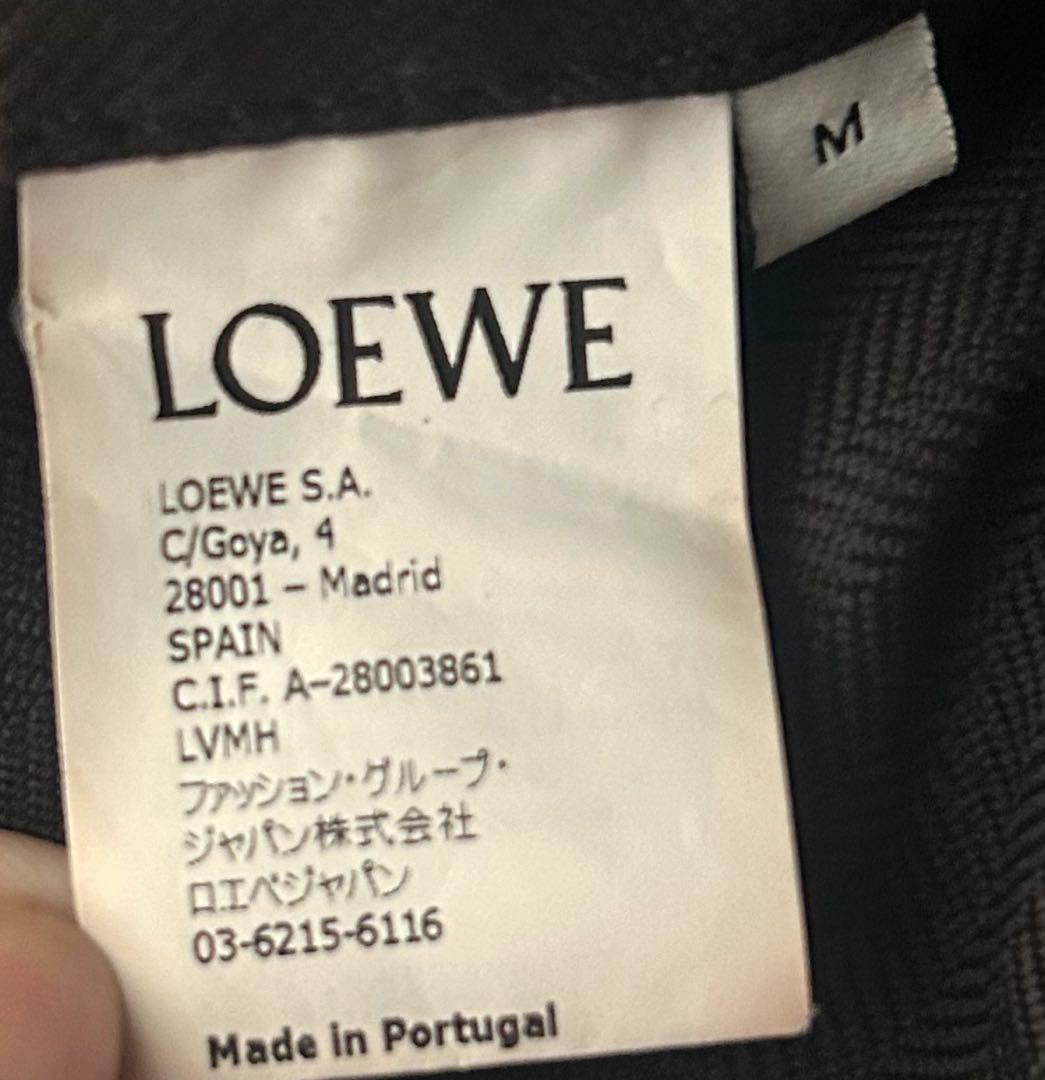 M
LOEWE
LOEWE S.A.
C/Goya, 4
28001 – Madrid
SPAIN
C.I.F. A-28003861
LVMH
ファッション・グループ・
ジャパン株式会社
ロエベジャパン
03-6215-6116
Made in Portugal